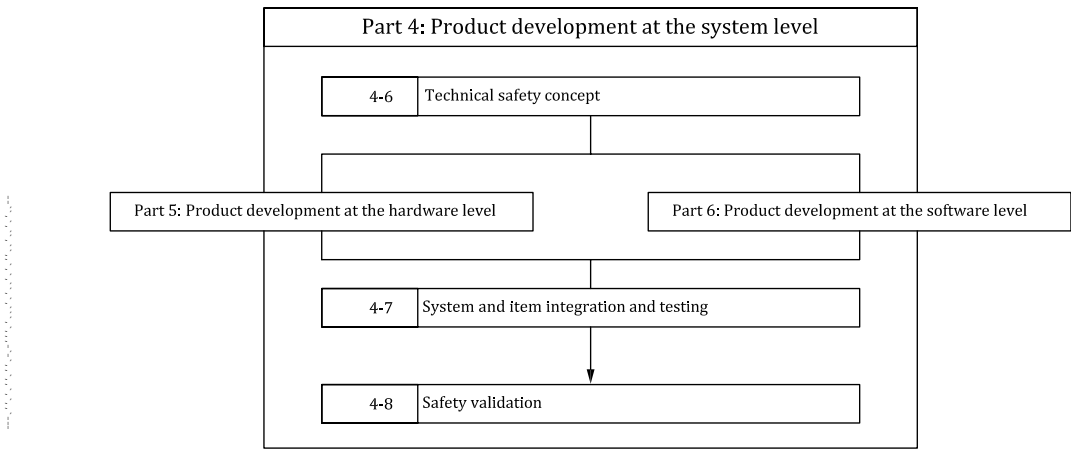 Part 4: Product development at the system level
4-6 Technical safety concept
Part 5: Product development at the hardware level
Part 6: Product development at the software level
4-7 System and item integration and testing
4-8 Safety validation